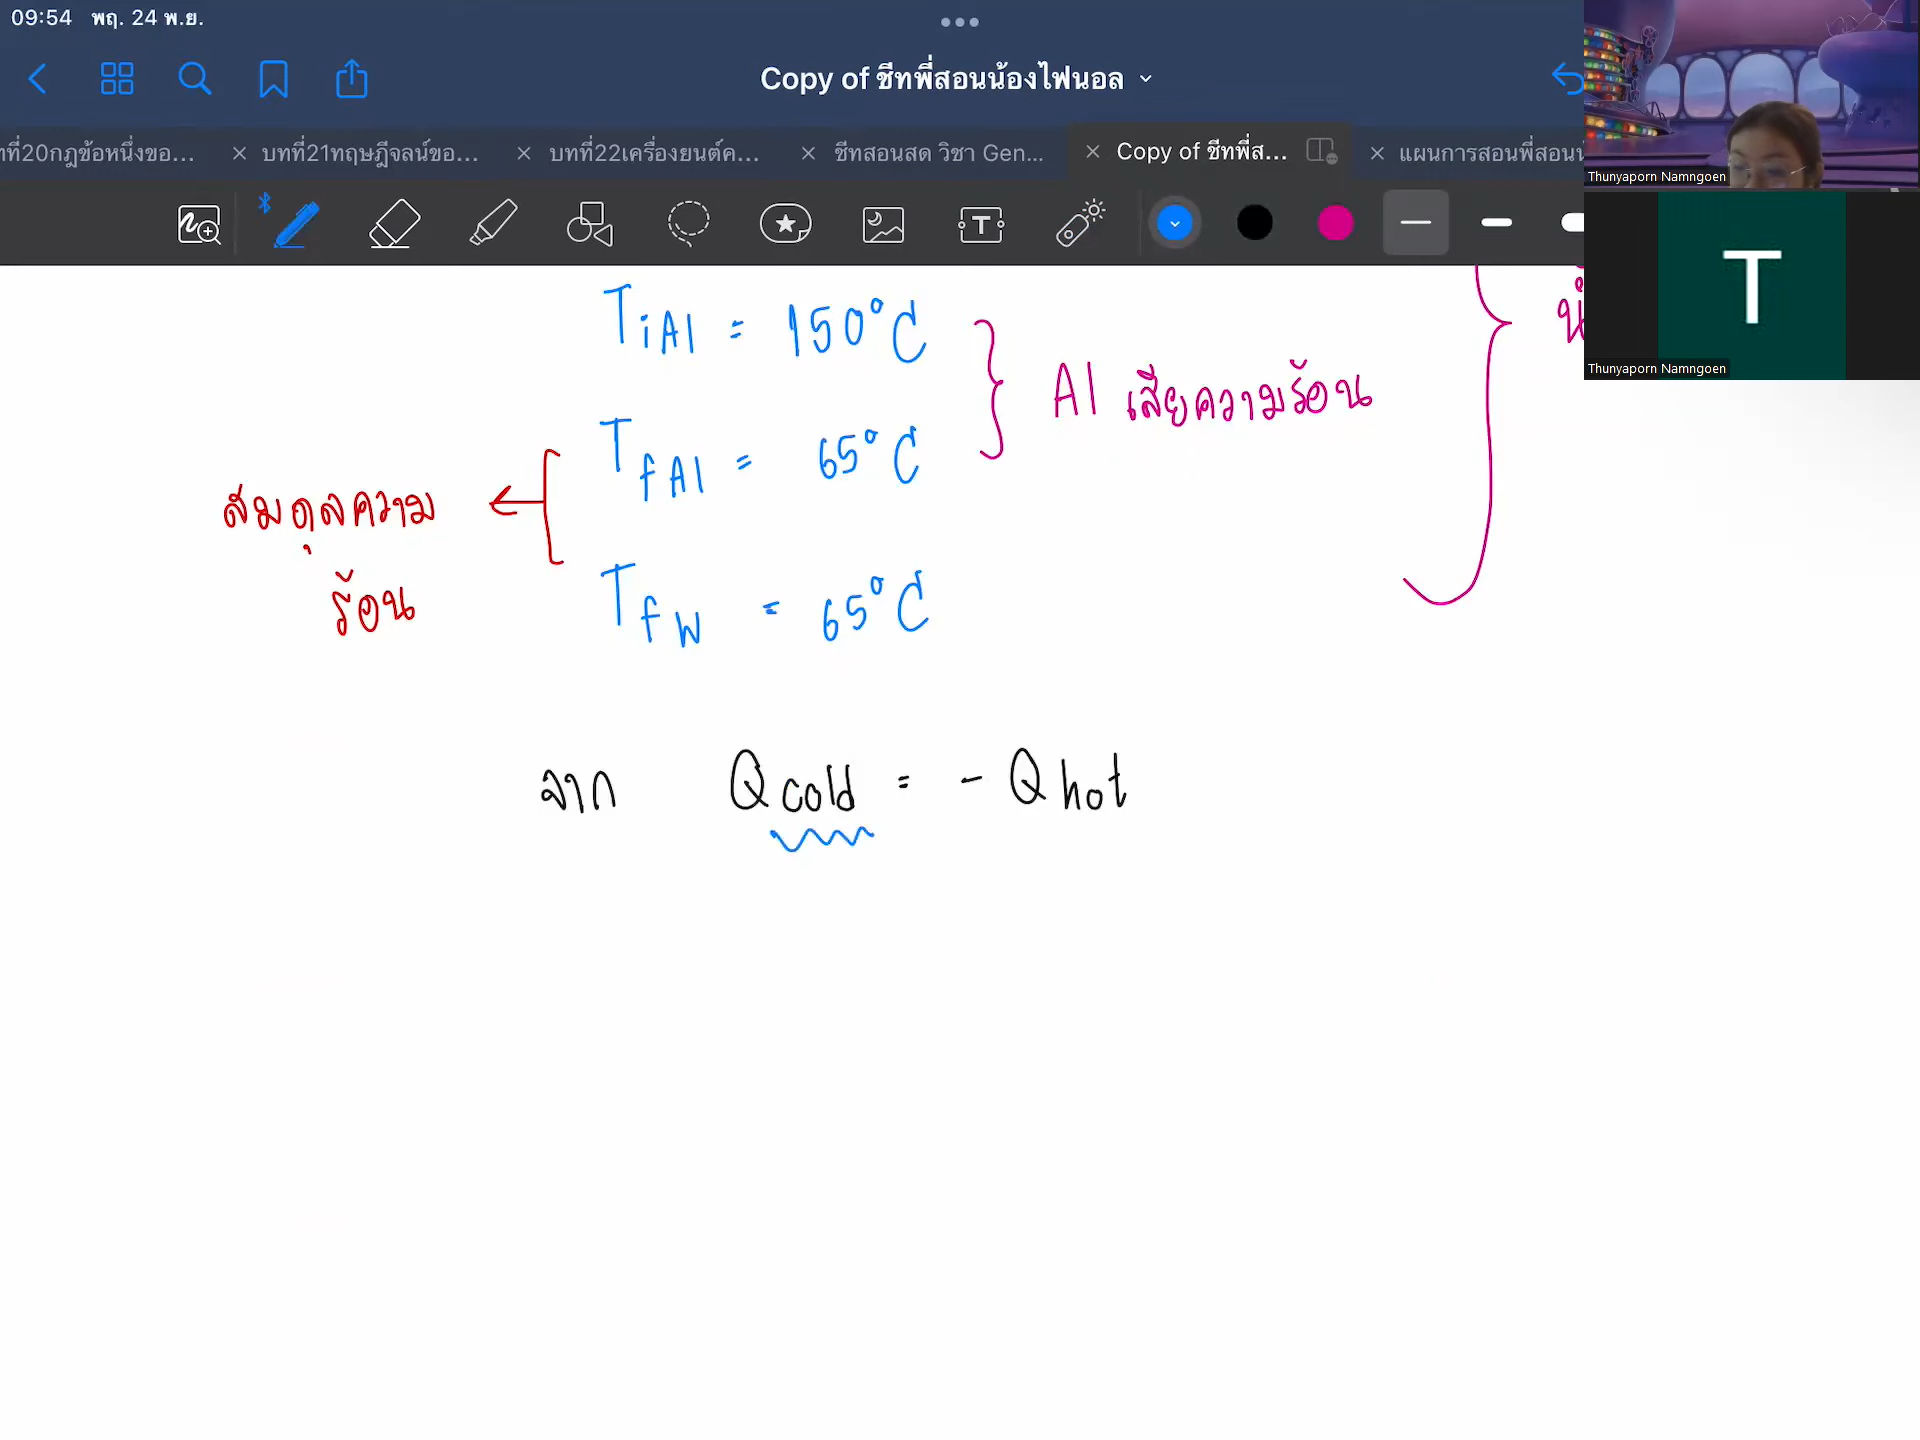 09:54 พฤ. 24 พ.ย.
Copy of ชีทพี่สอนน้องไฟนอล
ที่20กฎข้อหนึ่งขอ...
บทที่21ทฤษฎีจลน์ขอ...
บทที่22เครื่องยนต์ค...
ชีทสอนสด วิชา Gen...
Copy of ชีทพี่ส...
แผนการสอนพี่สอนน
Thunyaporn Namngoen
T
Thunyaporn Namngoen
TiAl = 150°C
Al เสียความร้อน
TfAl = 65°C
สมดุลความ
ร้อน
TfW = 65°C
จาก Qcold = - Qhot